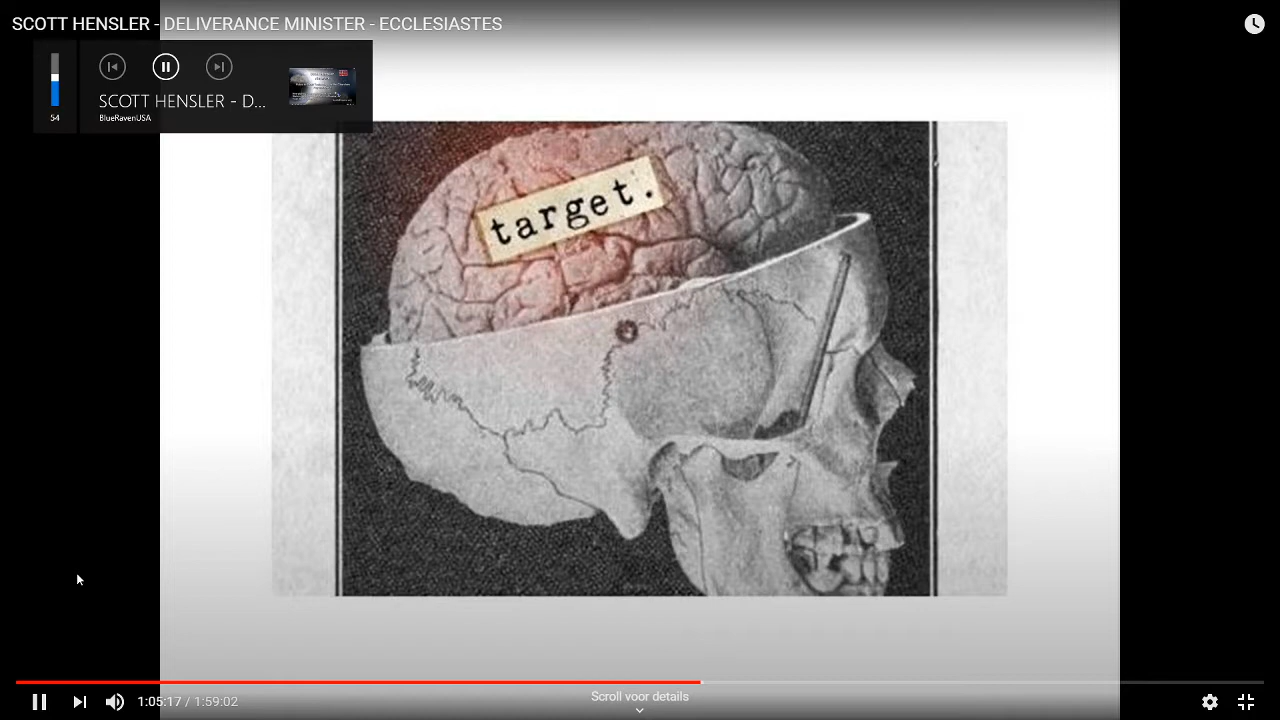 SCOTT HENSLER - DELIVERANCE MINISTER - ECCLESIASTES
SCOTT HENSLER - D...
BlueRavenUSA
54
target.
1:05:17 / 1:59:02
Scroll voor details